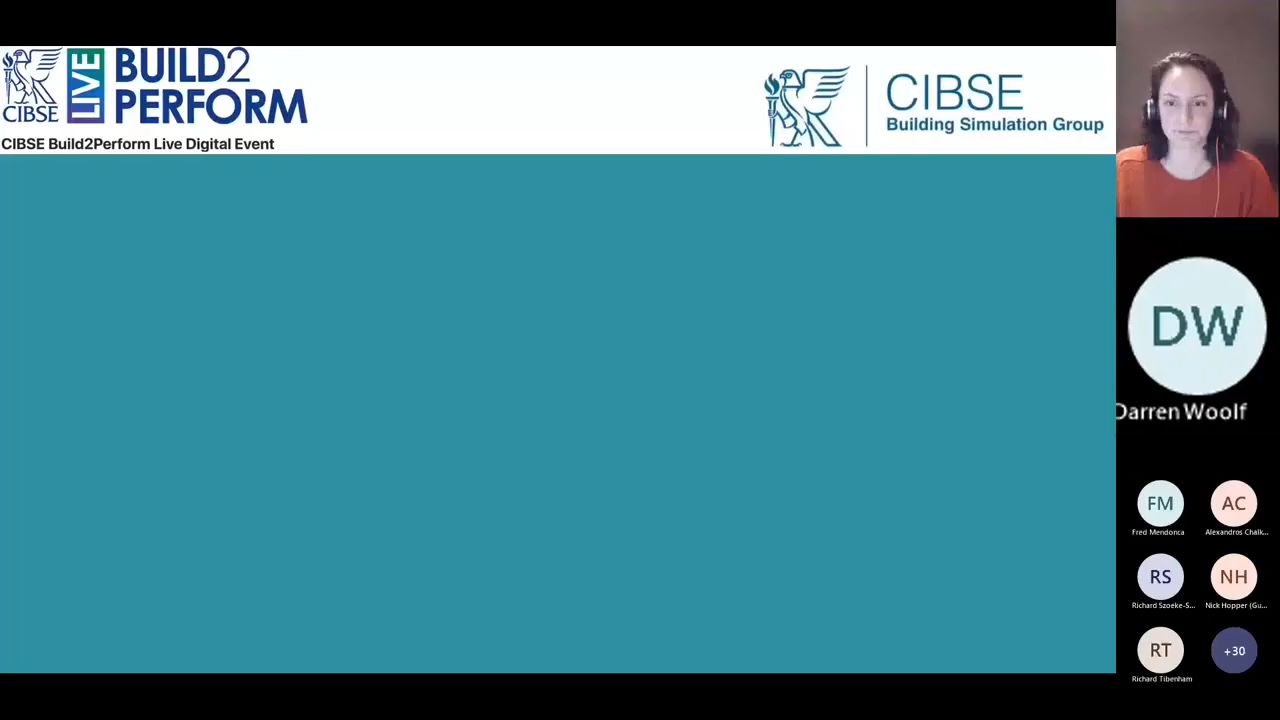 CIBSE
LIVE
BUILD2
PERFORM
CIBSE Build2Perform Live Digital Event
CIBSE
Building Simulation Group
DW
Darren Woolf
FM
AC
Fred Mendonca
Alexandros Chalk...
RS
NH
Richard Szoeke-S...
Nick Hopper (Gu...
RT
+30
Richard Tibenham